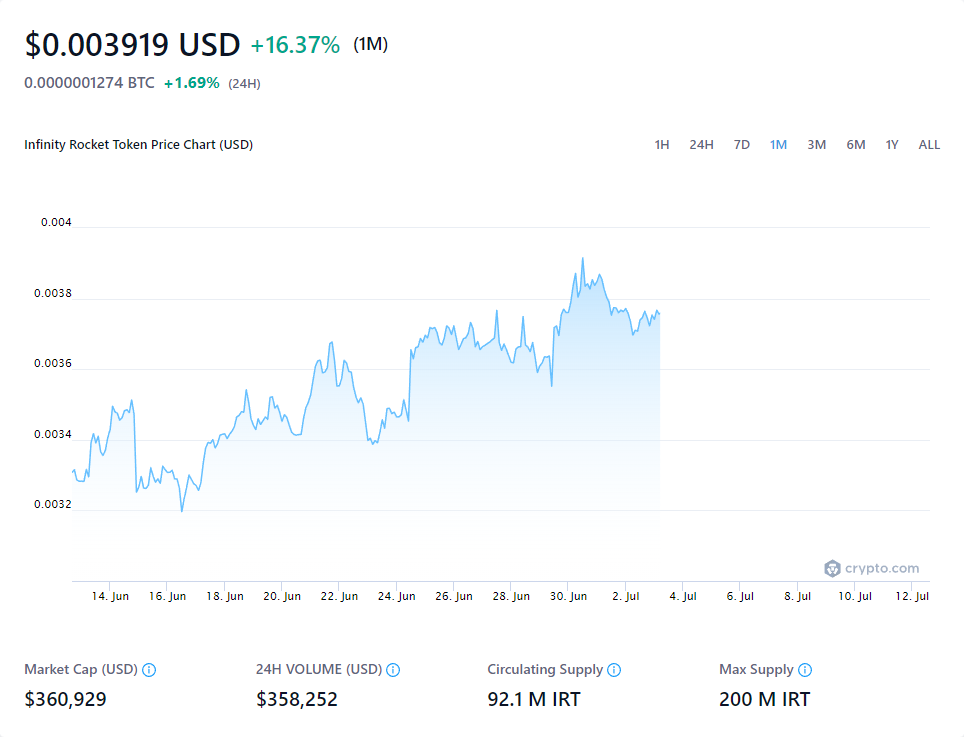 $0.003919 USD +16.37% (1M)
0.0000001274 BTC +1.69% (24H)
Infinity Rocket Token Price Chart (USD) 1H 24H 7D 1M 3M 6M 1Y ALL
0.004
0.0038
0.0036
0.0034
0.0032
crypto.com
14. Jun 16. Jun 18. Jun 20. Jun 22. Jun 24. Jun 26. Jun 28. Jun 30. Jun 2. Jul 4. Jul 6. Jul 8. Jul 10. Jul 12. Jul
Market Cap (USD) 24H VOLUME (USD) Circulating Supply Max Supply
$360,929 $358,252 92.1 M IRT 200 M IRT